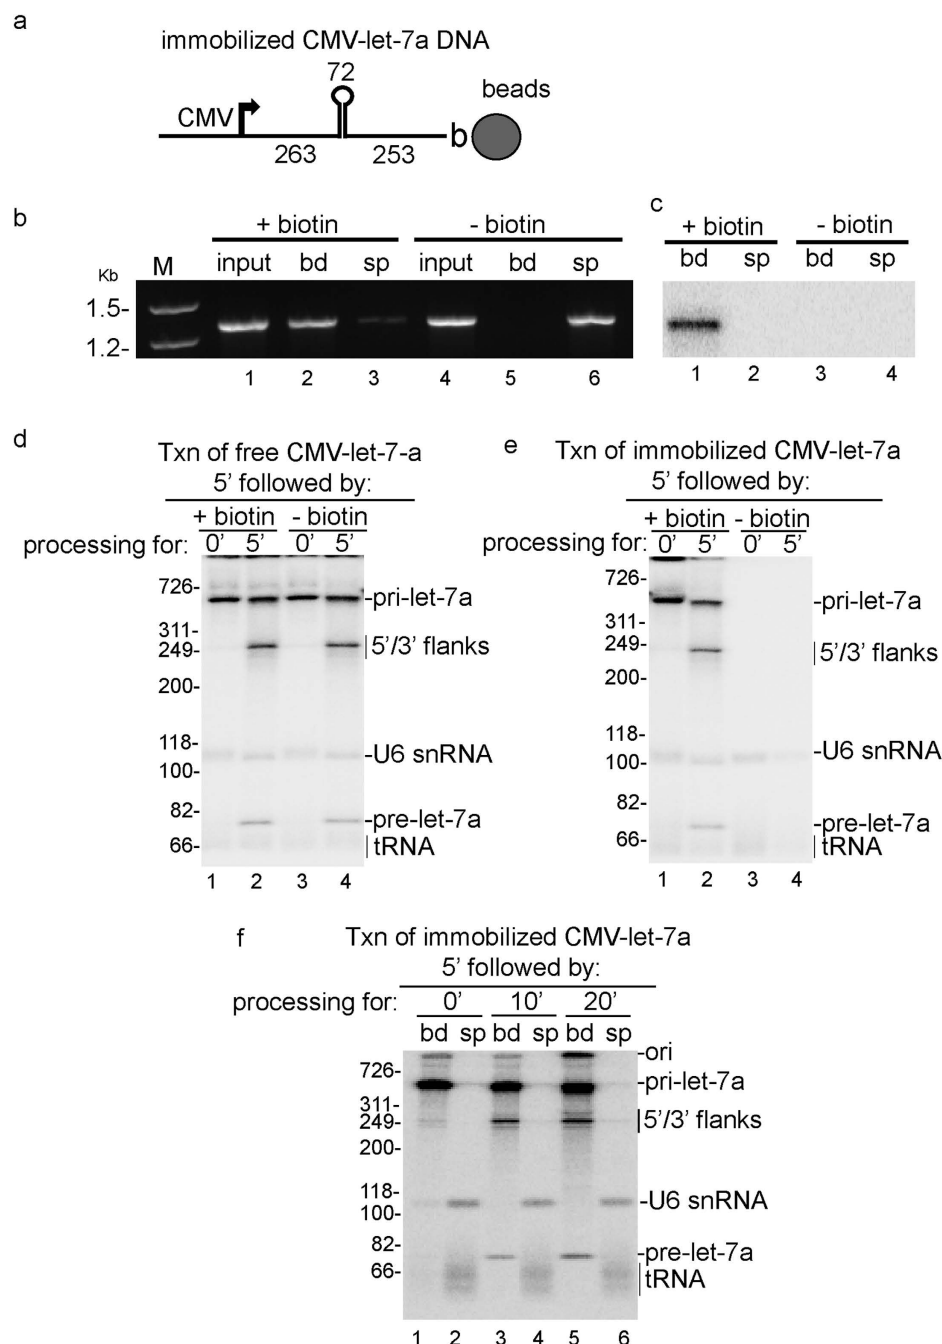 a
immobilized CMV-let-7a DNA
72
beads
CMV
b
263
253
b
+ biotin
- biotin
M
input
bd
sp
input
bd
sp
Kb
1.5-
1.2-
1
2
3
4
5
6
c
+ biotin
- biotin
bd
sp
bd
sp
1
2
3
4
d
Txn of free CMV-let-7-a
5' followed by:
+ biotin
- biotin
processing for:
0'
5'
0'
5'
726-
311-
249-
200-
118-
100-
82-
66-
-pri-let-7a
5'/3' flanks
-U6 snRNA
-pre-let-7a
tRNA
1
2
3
4
e
Txn of immobilized CMV-let-7a
5' followed by:
+ biotin
- biotin
processing for:
0'
5'
0'
5'
726-
311-
249-
200-
118-
100-
82-
66-
-pri-let-7a
5'/3' flanks
-U6 snRNA
-pre-let-7a
tRNA
1
2
3
4
f
Txn of immobilized CMV-let-7a
5' followed by:
processing for:
0'
10'
20'
bd
sp
bd
sp
bd
sp
726-
311-
249-
200-
118-
100-
82-
66-
-ori
-pri-let-7a
5'/3' flanks
-U6 snRNA
-pre-let-7a
tRNA
1
2
3
4
5
6